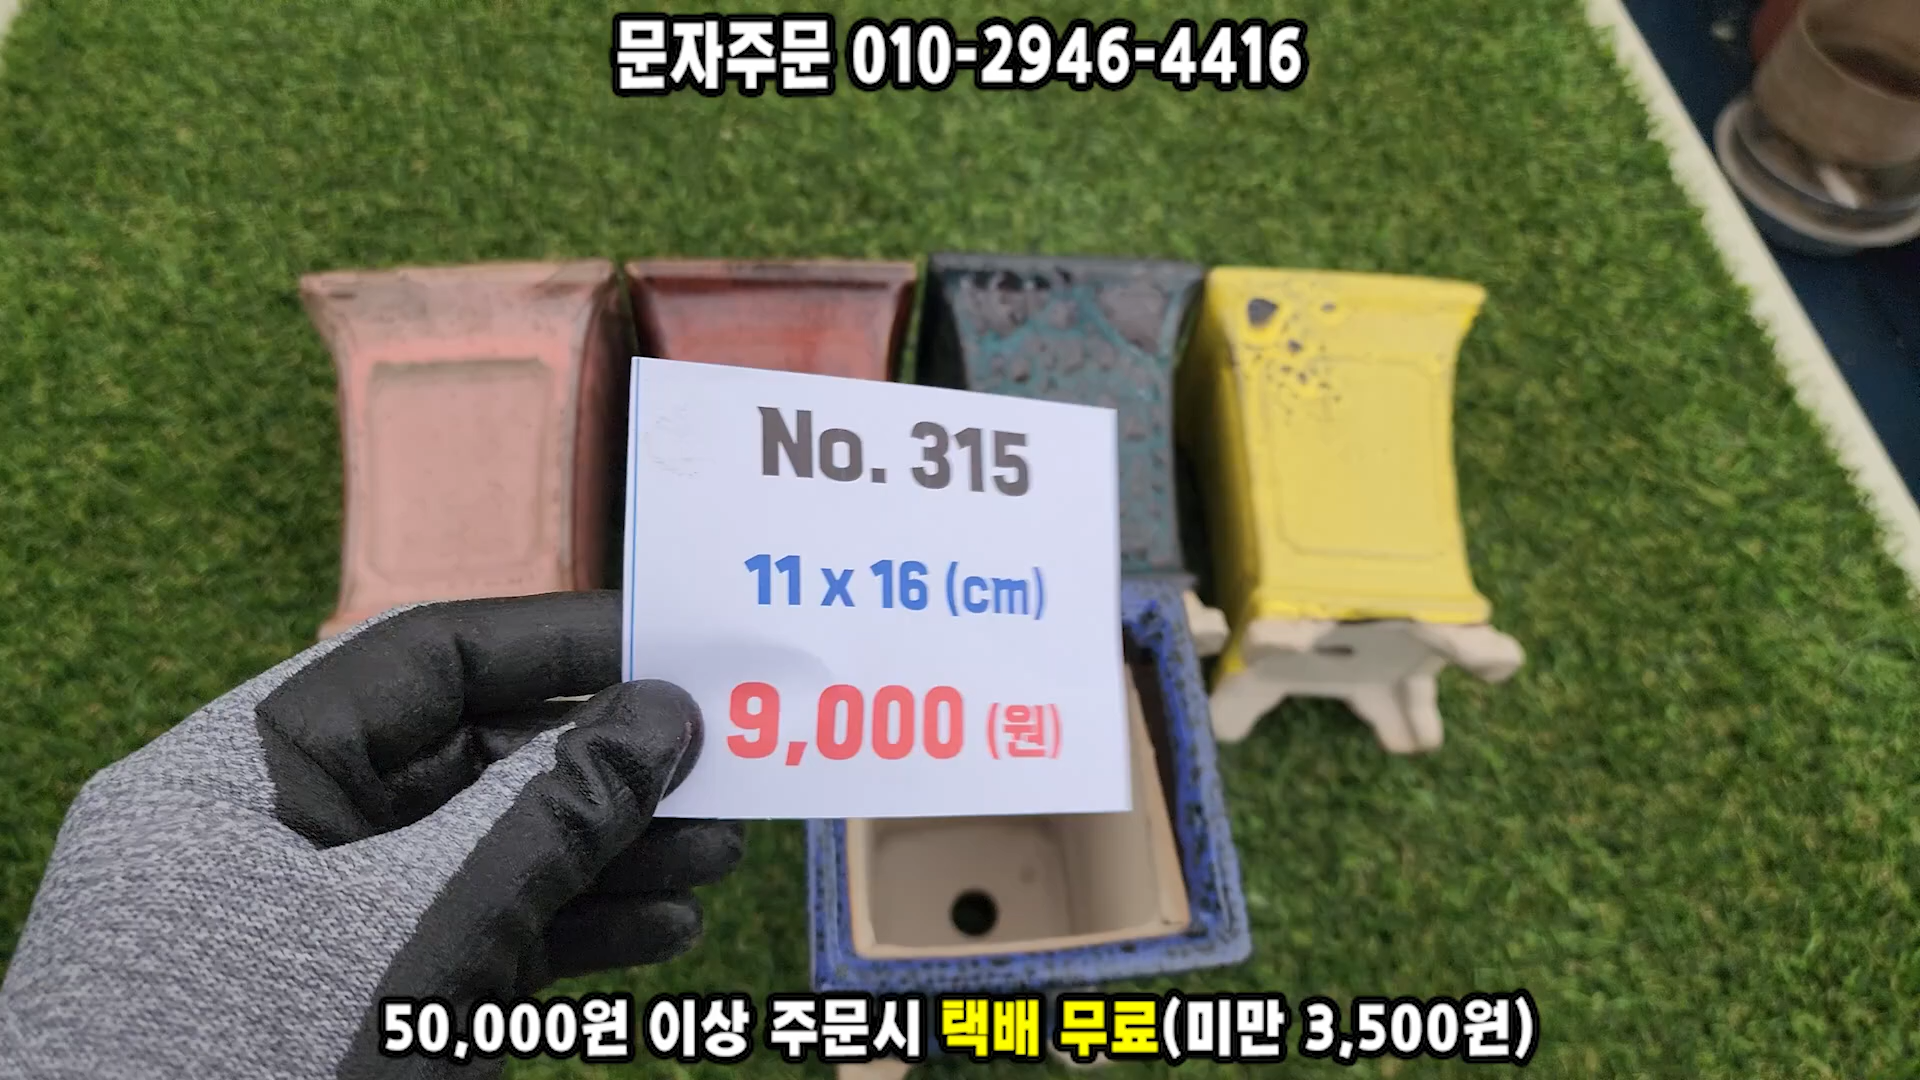 문자주문 010-2946-4416
No. 315
11 x 16 (cm)
9,000 (원)
50,000원 이상 주문시 택배 무료(미만 3,500원)